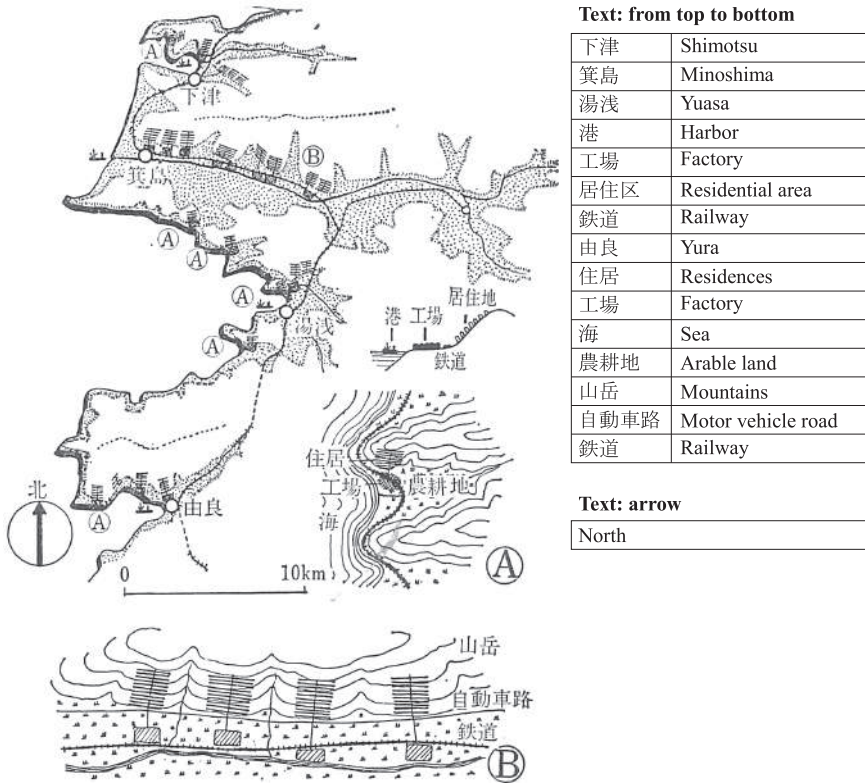 Text: from top to bottom
下津 Shimotsu
箕島 Minoshima
湯浅 Yuasa
港 Harbor
工場 Factory
居住区 Residential area
鉄道 Railway
由良 Yura
住居 Residences
工場 Factory
海 Sea
農耕地 Arable land
山岳 Mountains
自動車路 Motor vehicle road
鉄道 Railway
Text: arrow
North
Ⓐ
下津
Ⓑ
箕島
Ⓐ
Ⓐ
Ⓐ
居住地
港 工場
湯浅
鉄道
Ⓐ
住居
工場 農耕地
海
北
Ⓐ
由良
0 10km
Ⓐ
山岳
自動車路
鉄道
Ⓑ